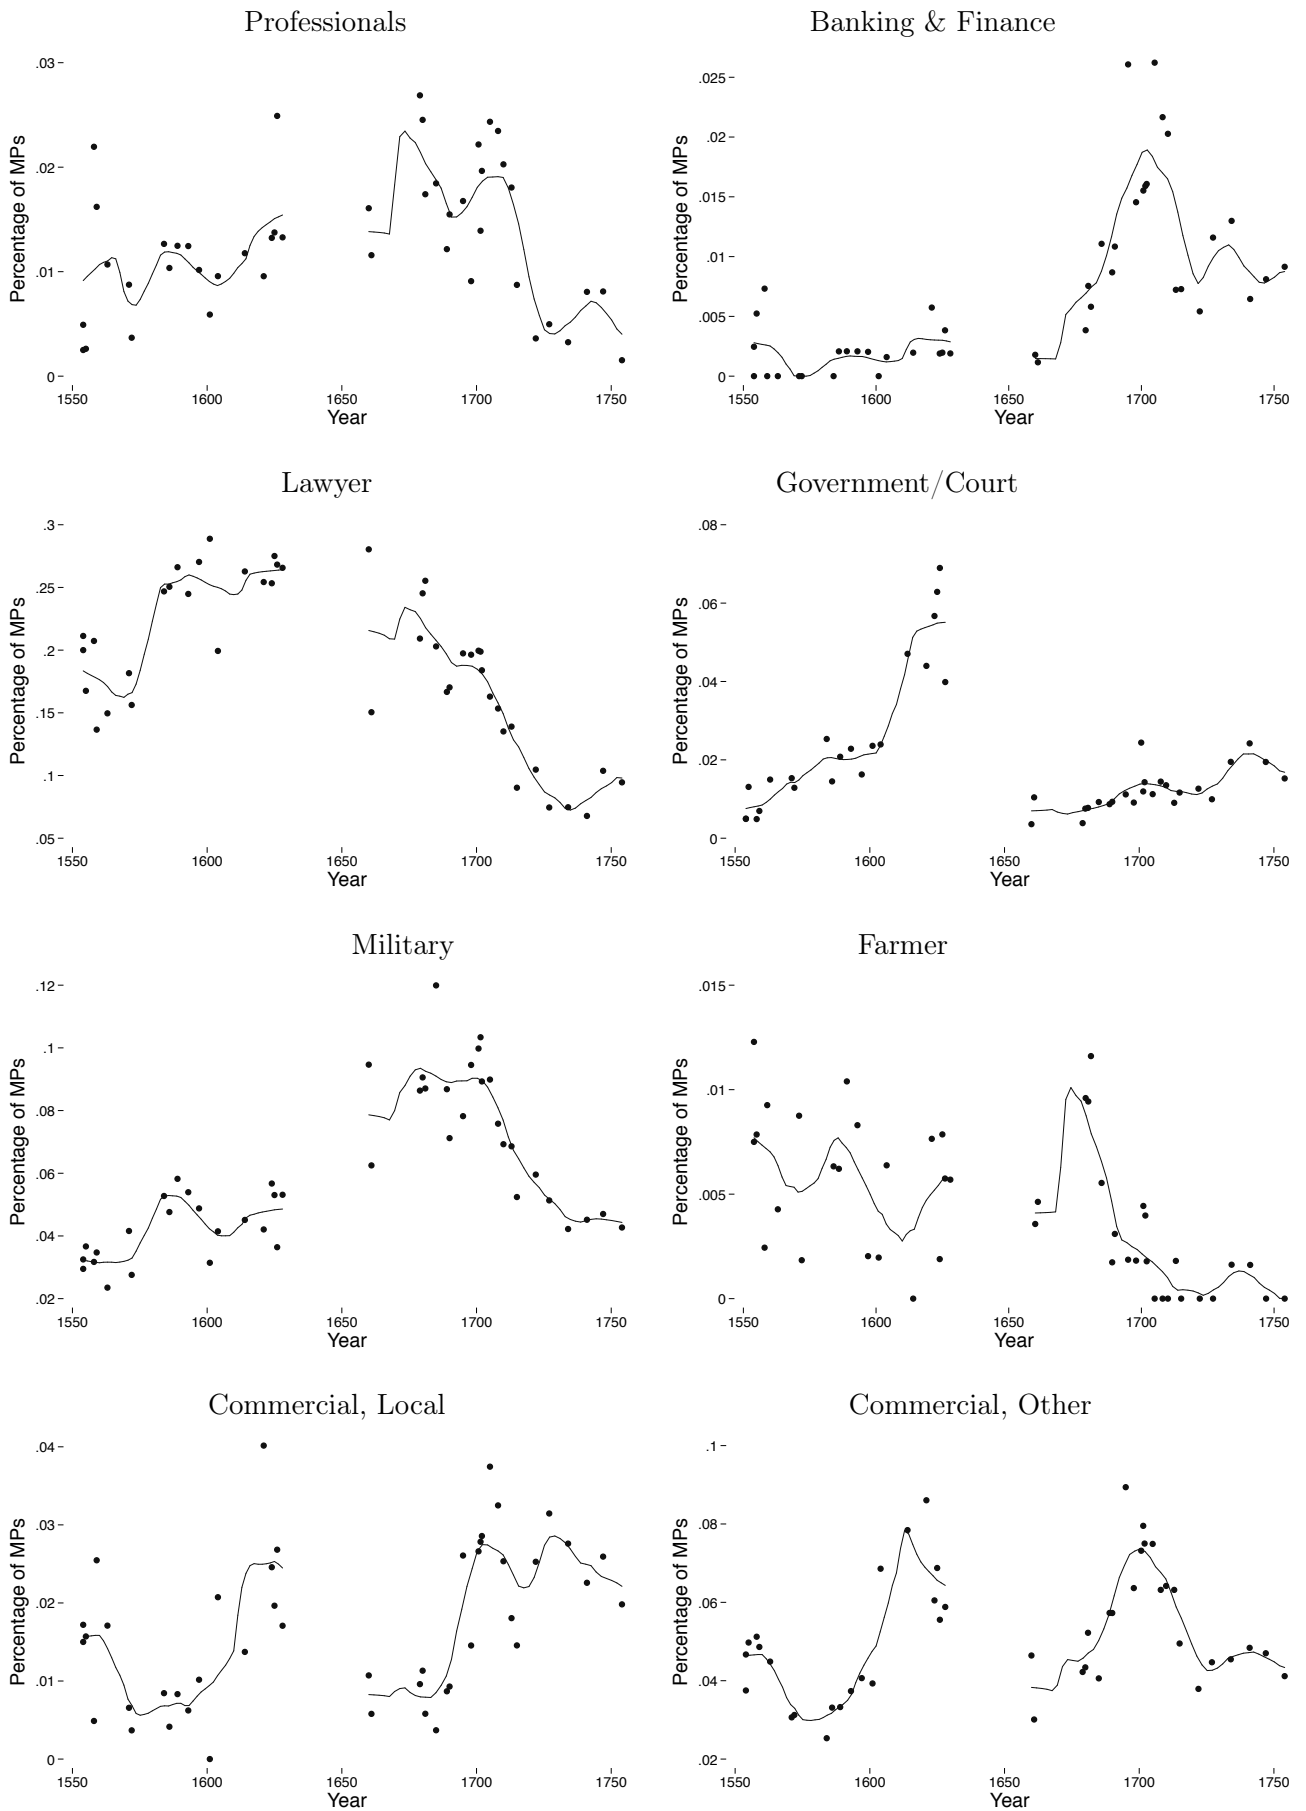 Professionals
Percentage of MPs
.03
.02
.01
0
1550 1600 1650 1700 1750
Year
Banking & Finance
Percentage of MPs
.025
.02
.015
.01
.005
0
1550 1600 1650 1700 1750
Year
Lawyer
Percentage of MPs
.3
.25
.2
.15
.1
.05
1550 1600 1650 1700 1750
Year
Government/Court
Percentage of MPs
.08
.06
.04
.02
0
1550 1600 1650 1700 1750
Year
Military
Percentage of MPs
.12
.1
.08
.06
.04
.02
1550 1600 1650 1700 1750
Year
Farmer
Percentage of MPs
.015
.01
.005
0
1550 1600 1650 1700 1750
Year
Commercial, Local
Percentage of MPs
.04
.03
.02
.01
0
1550 1600 1650 1700 1750
Year
Commercial, Other
Percentage of MPs
.1
.08
.06
.04
.02
1550 1600 1650 1700 1750
Year